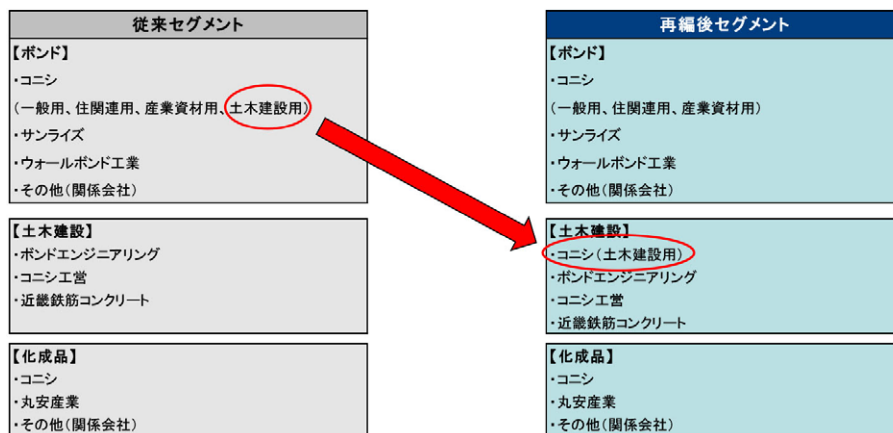 従来セグメント
【ボンド】
・コニシ
(一般用、住関連用、産業資材用、土木建設用)
・サンライズ
・ウォールボンド工業
・その他(関係会社)
【土木建設】
・ボンドエンジニアリング
・コニシ工営
・近畿鉄筋コンクリート
【化成品】
・コニシ
・丸安産業
・その他(関係会社)
再編後セグメント
【ボンド】
・コニシ
(一般用、住関連用、産業資材用)
・サンライズ
・ウォールボンド工業
・その他(関係会社)
【土木建設】
・コニシ(土木建設用)
・ボンドエンジニアリング
・コニシ工営
・近畿鉄筋コンクリート
【化成品】
・コニシ
・丸安産業
・その他(関係会社)